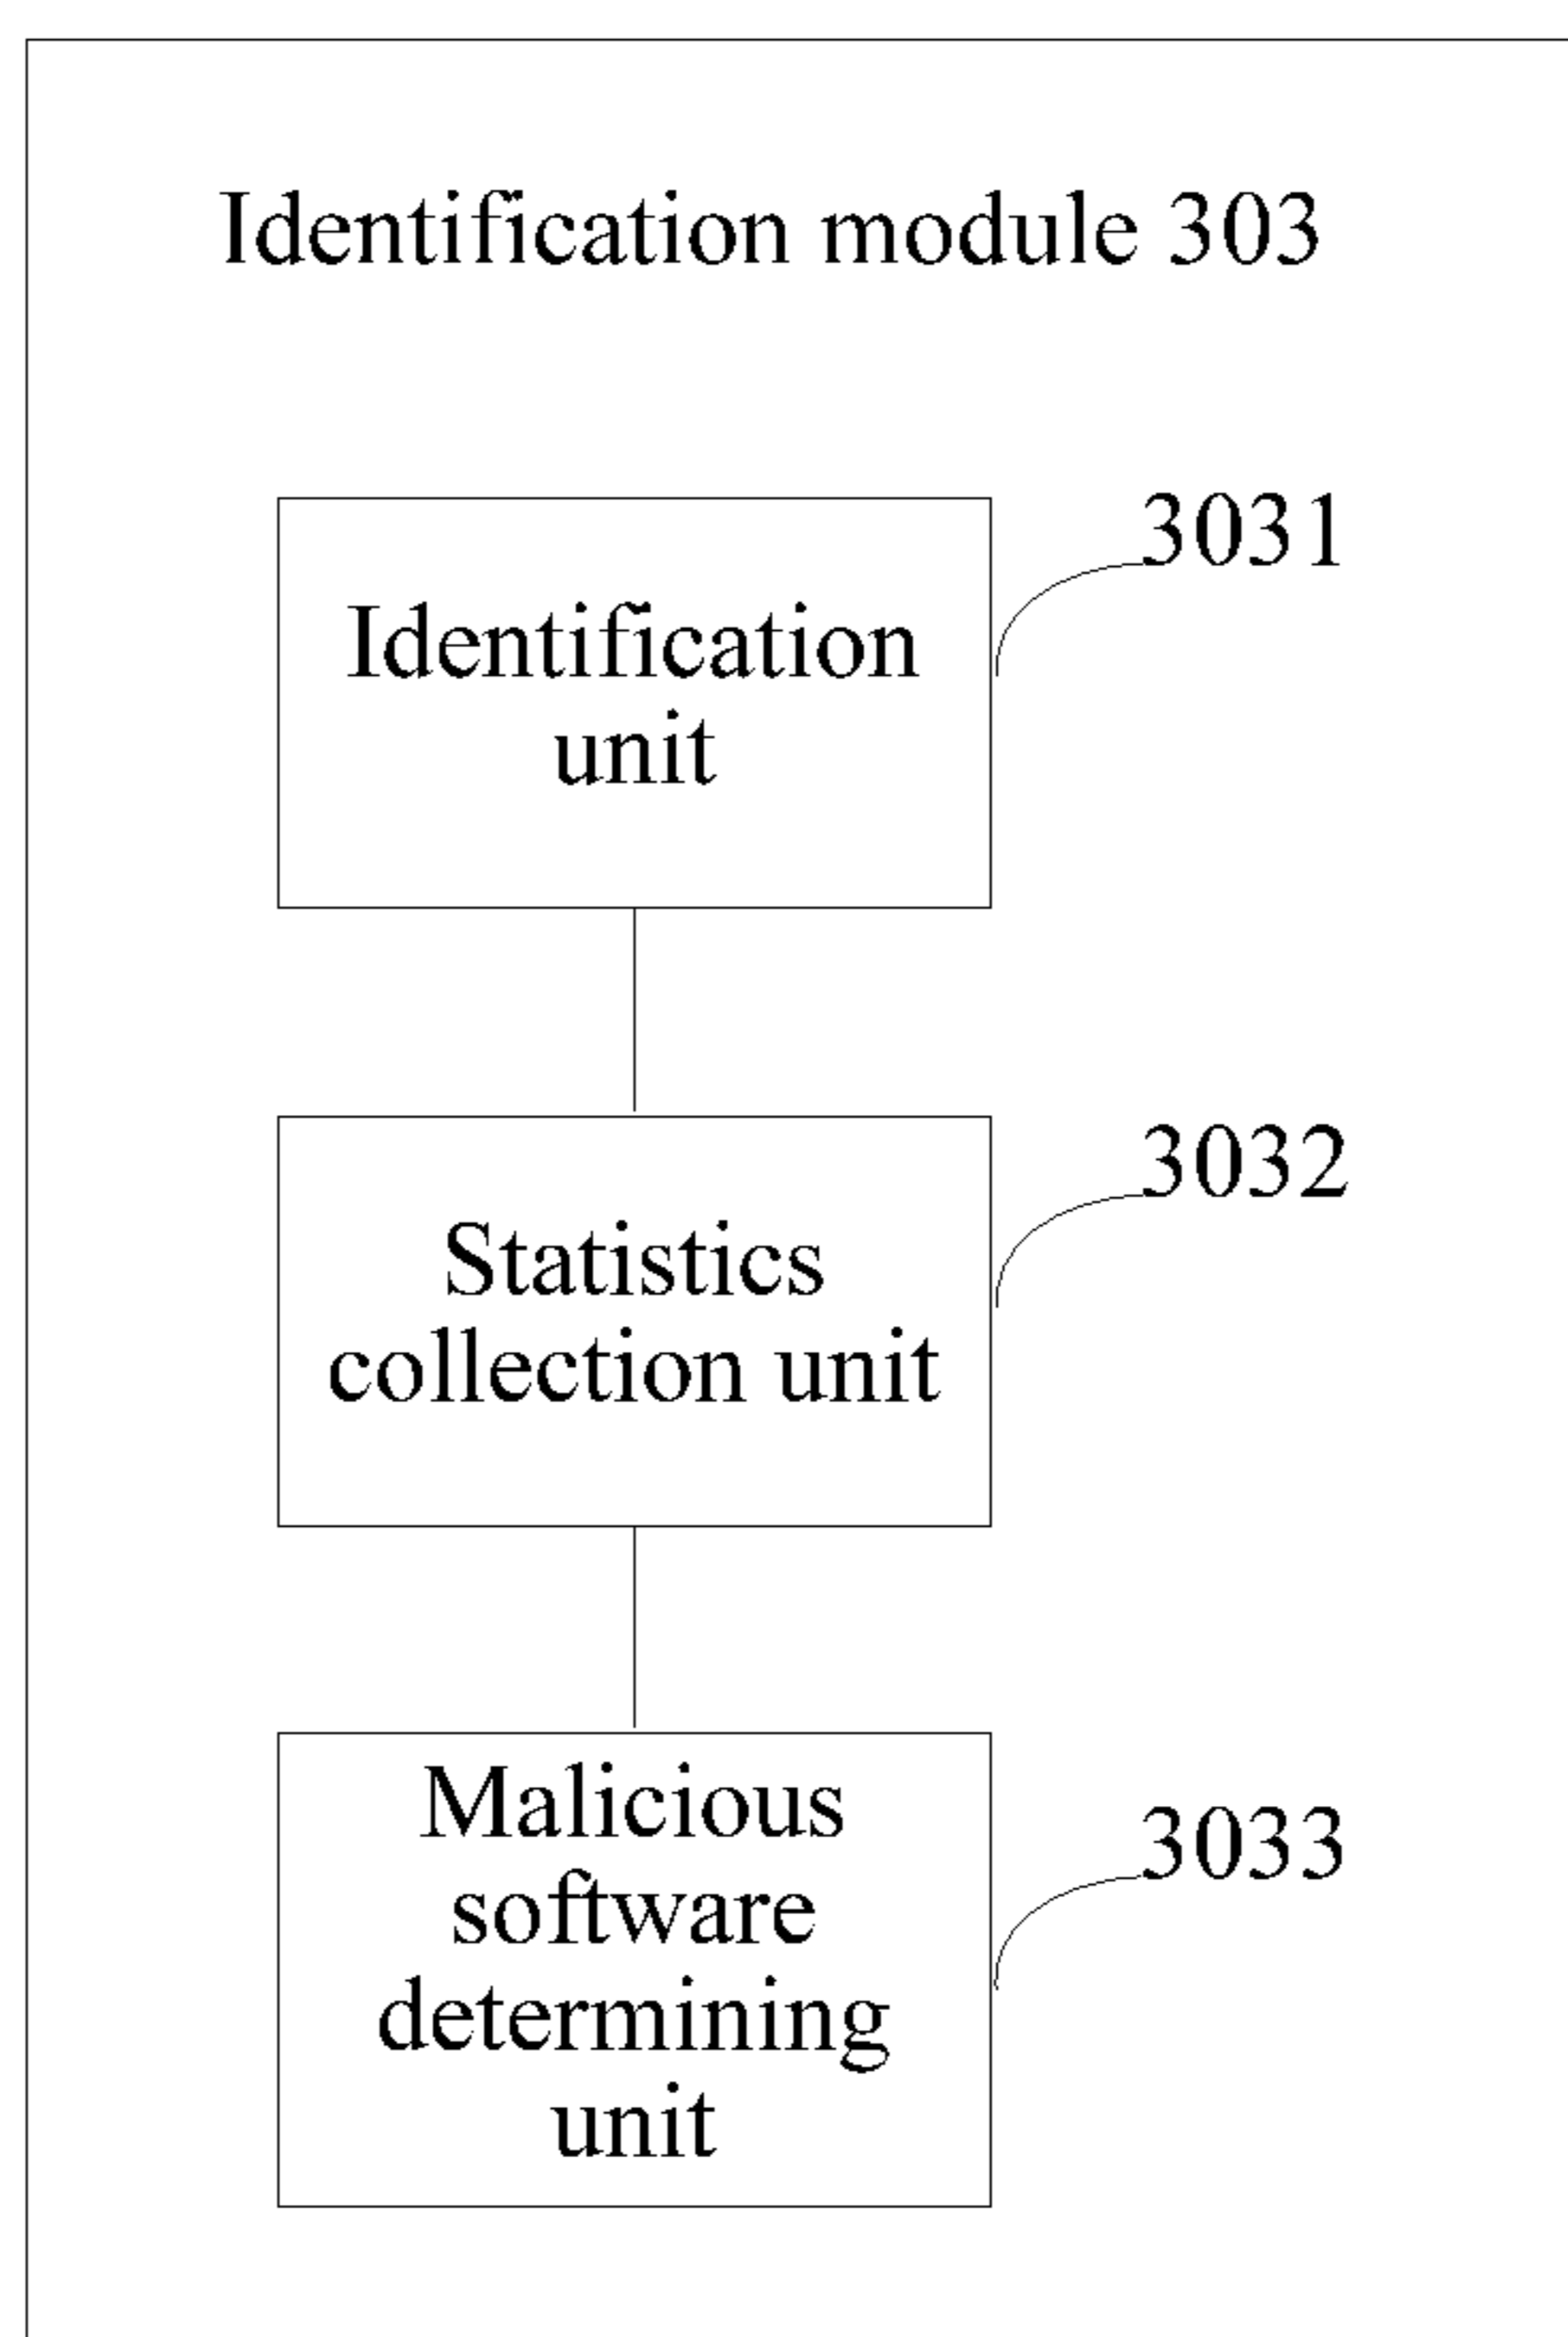 Identification module 303
3031
Identification
unit
3032
Statistics
collection unit
3033
Malicious
software
determining
unit